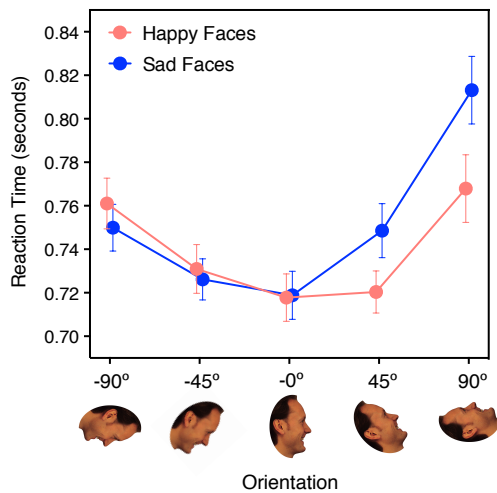 0.84
0.82
0.80
0.78
0.76
0.74
0.72
0.70
Reaction Time (seconds)
Happy Faces
Sad Faces
-90º
-45º
-0º
45º
90º
Orientation